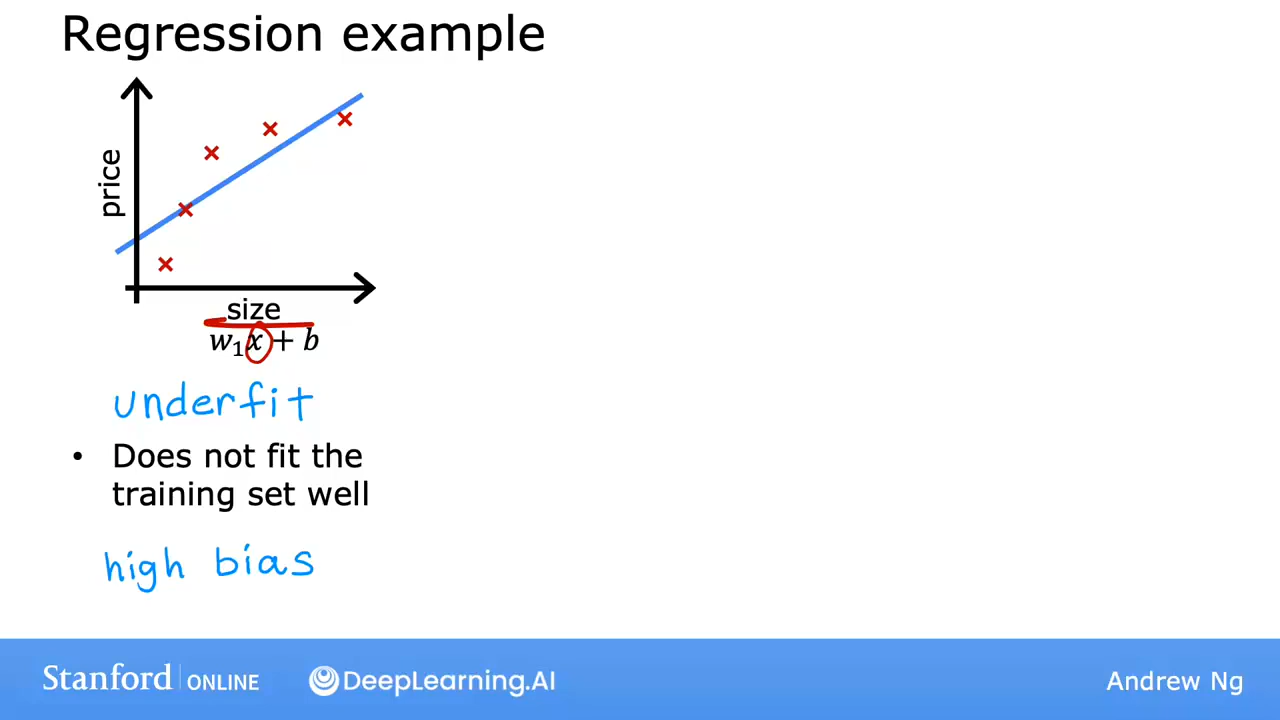 Regression example
price
size
w₁x + b
underfit
• Does not fit the
training set well
high bias
Stanford ONLINE
DeepLearning.AI
Andrew Ng